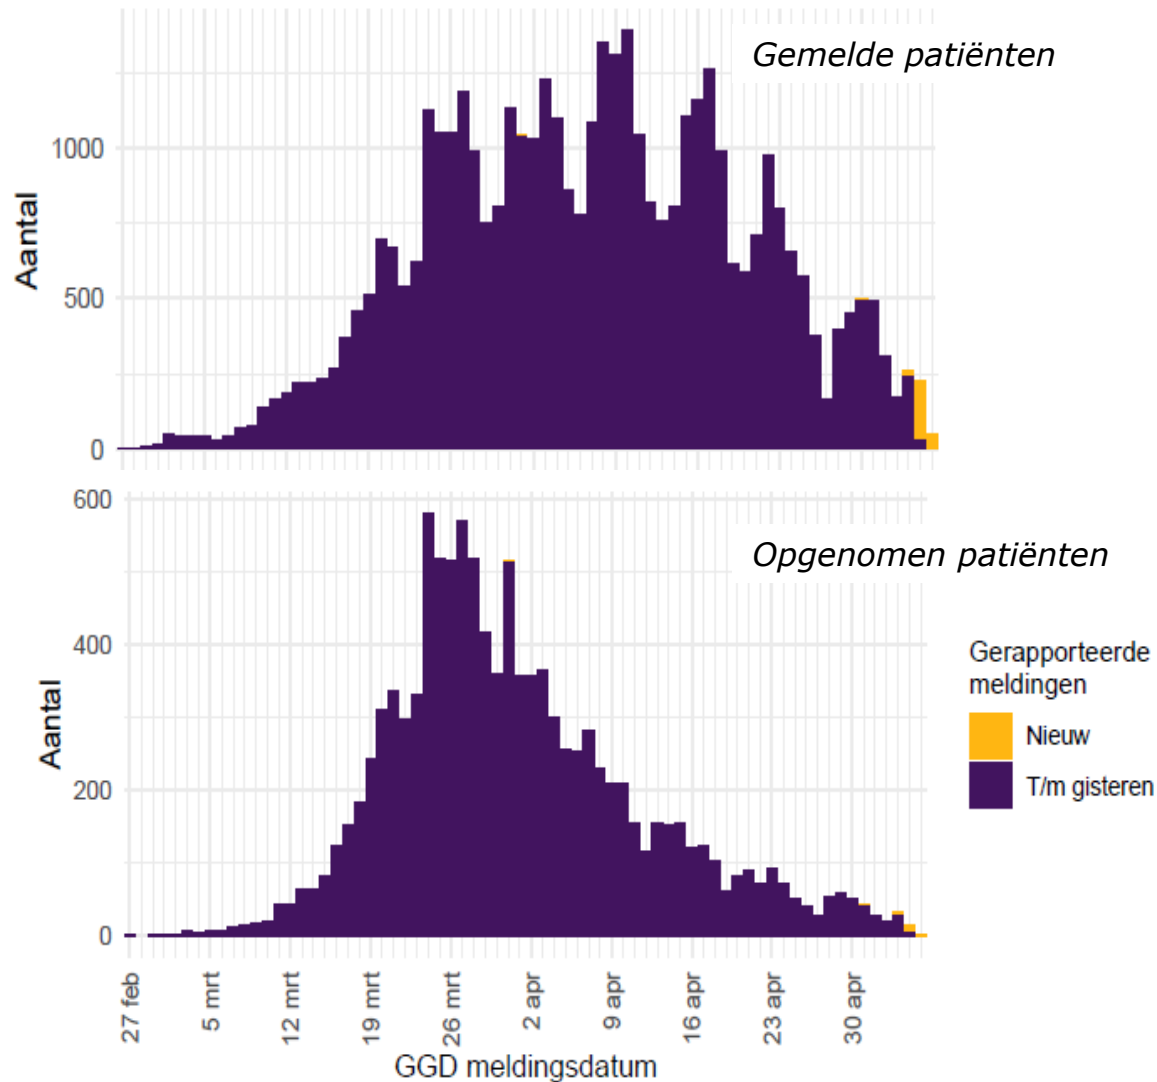 Gemelde patiënten
Aantal
1000
500
0
Opgenomen patiënten
Aantal
600
400
200
0
27 feb
5 mrt
12 mrt
19 mrt
26 mrt
2 apr
9 apr
16 apr
23 apr
30 apr
GGD meldingsdatum
Gerapporteerde
meldingen
Nieuw
T/m gisteren